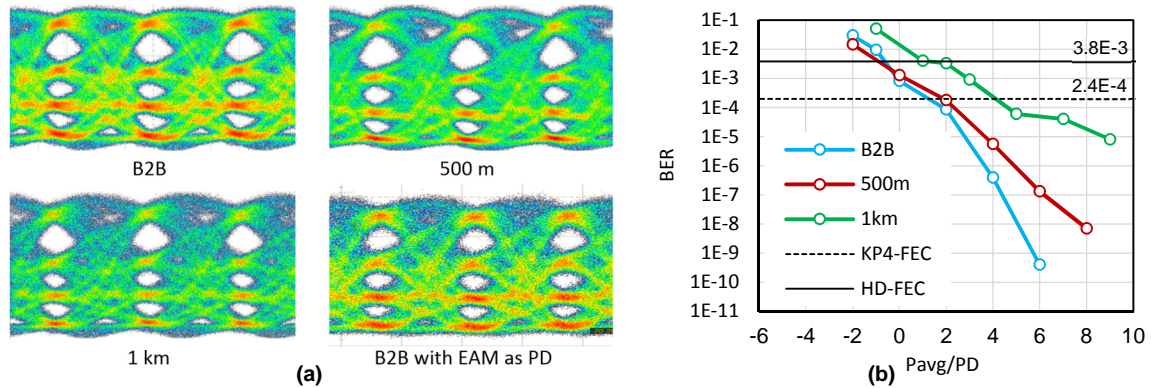 B2B
500 m
1 km
B2B with EAM as PD
(a)
1E-1
1E-2
1E-3
1E-4
1E-5
1E-6
1E-7
1E-8
1E-9
1E-10
1E-11
BER
3.8E-3
2.4E-4
B2B
500m
1km
KP4-FEC
HD-FEC
-6 -4 -2 0 2 4 6 8 10
Pavg/PD
(b)